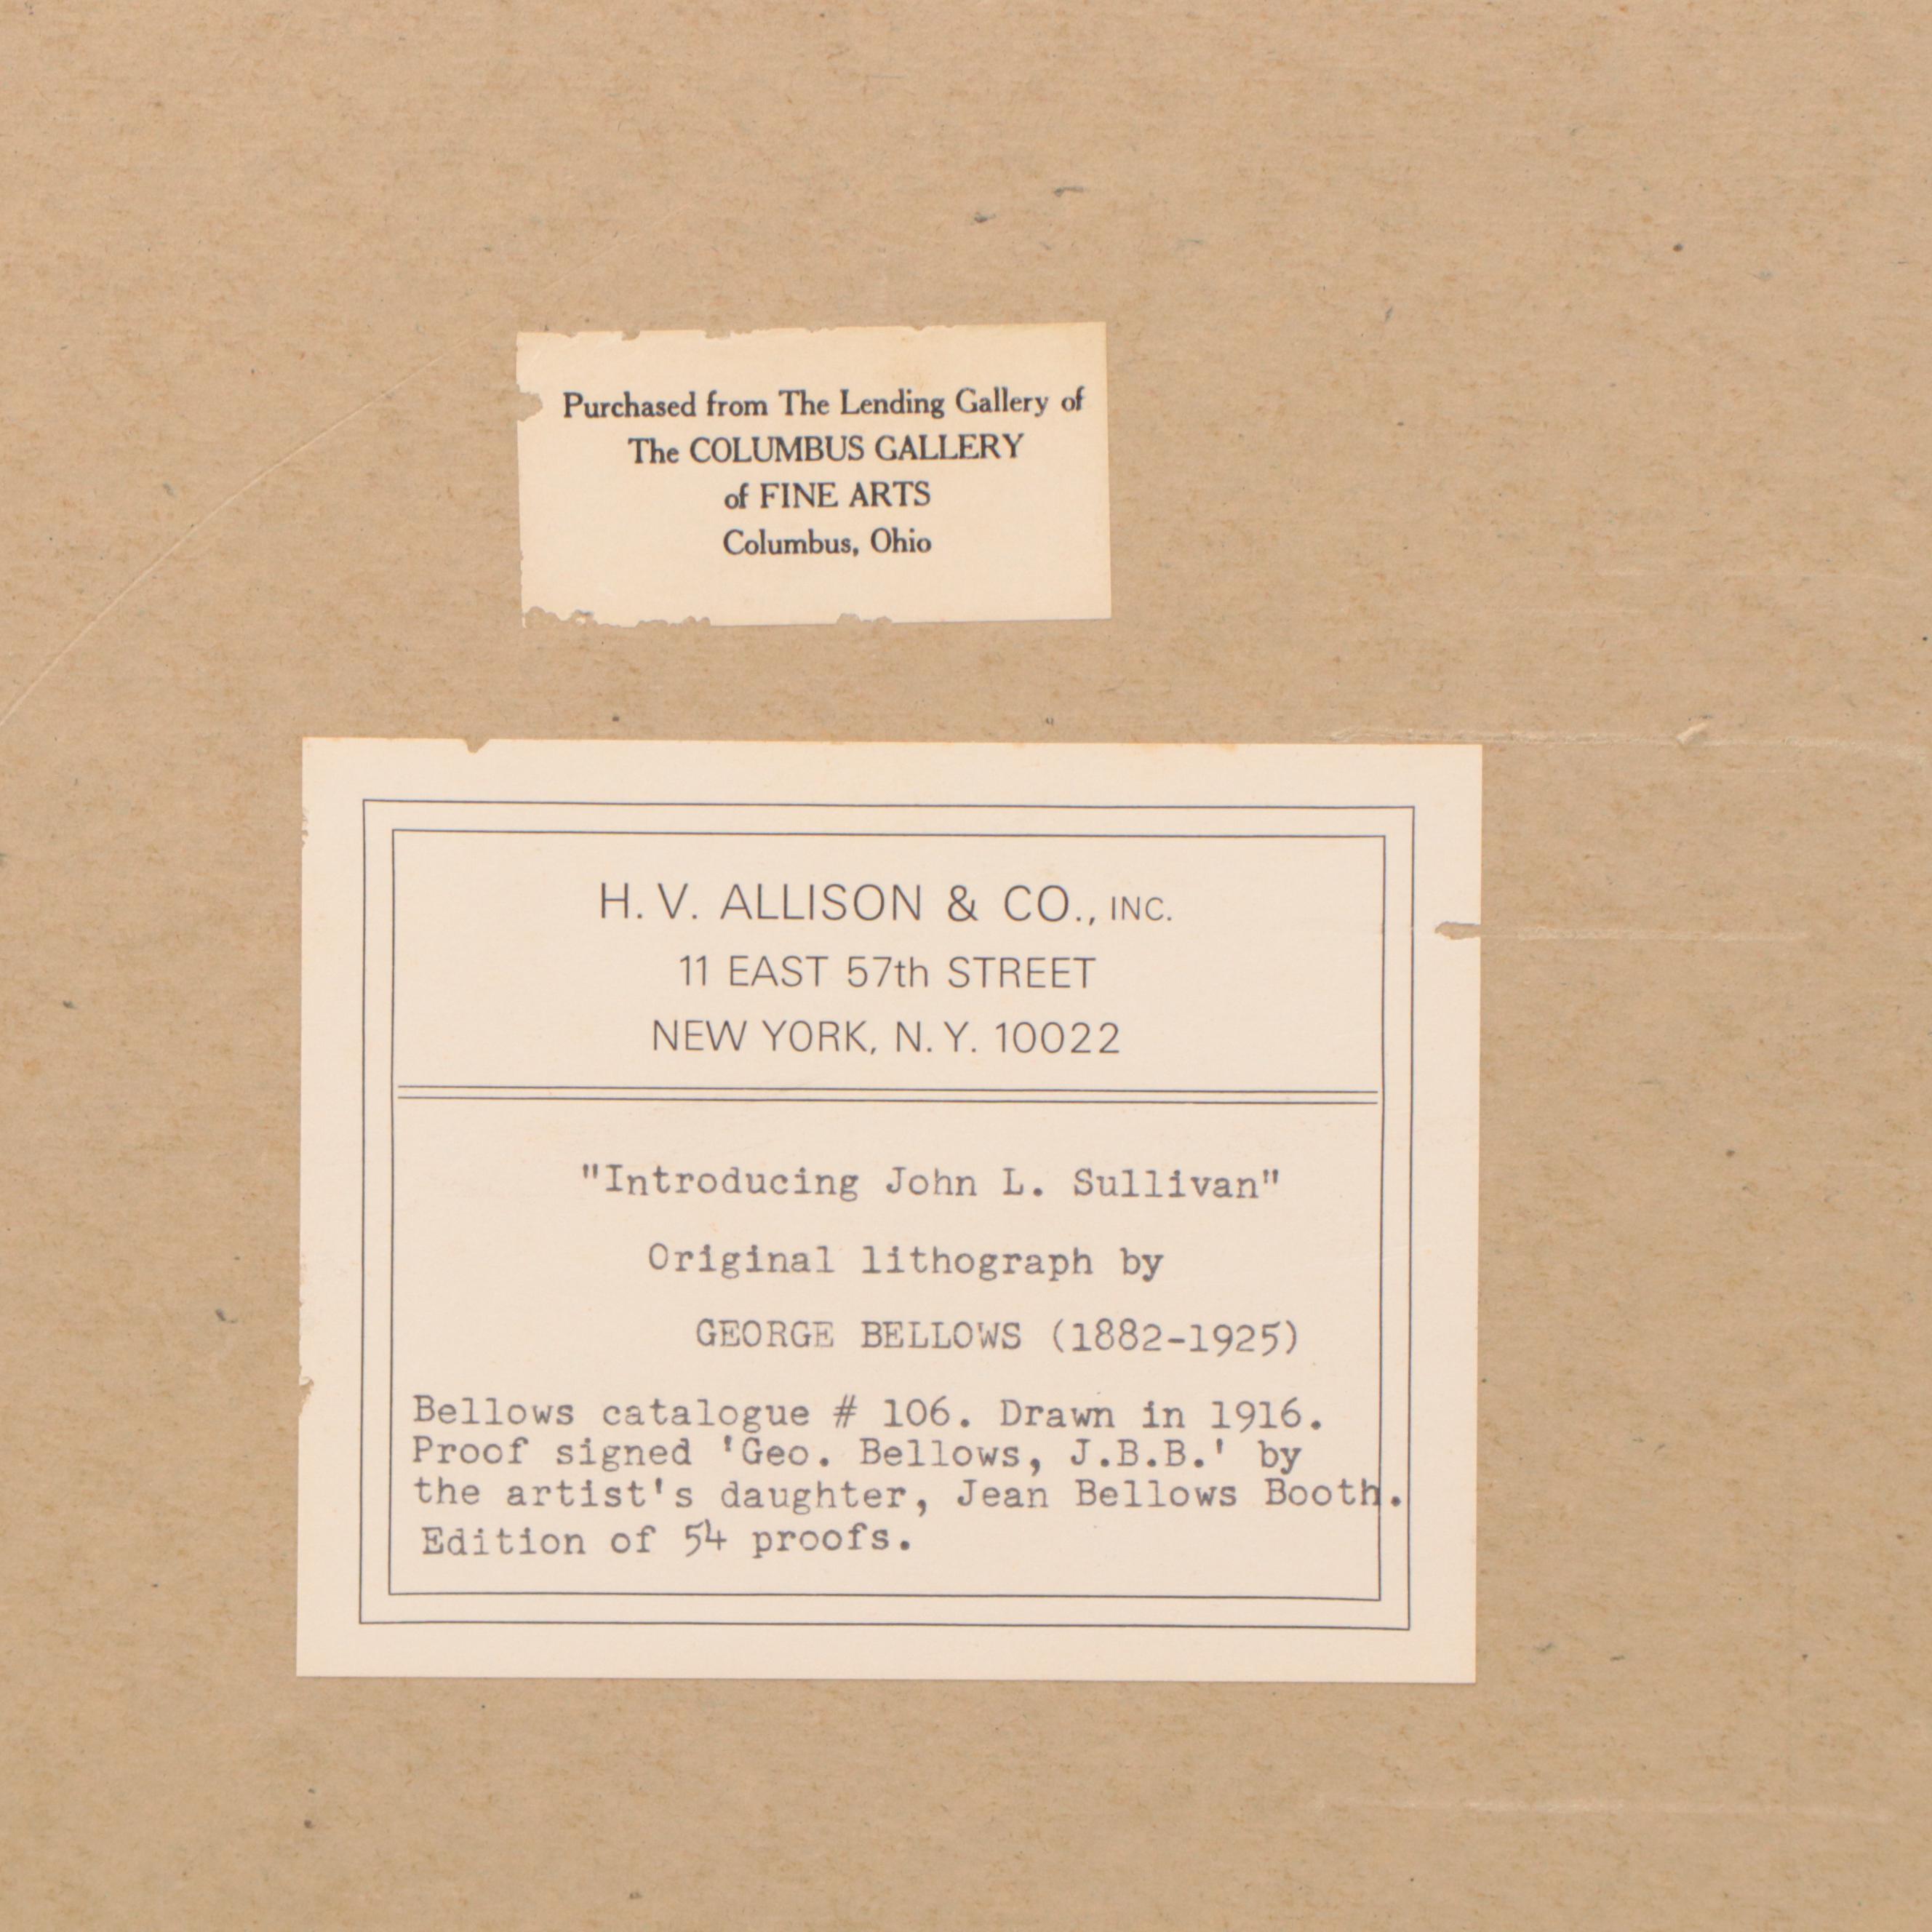 Purchased from The Lending Gallery of
The COLUMBUS GALLERY
of FINE ARTS
Columbus, Ohio
H. V. ALLISON & CO., INC.
11 EAST 57th STREET
NEW YORK, N. Y. 10022
"Introducing John L. Sullivan"
Original lithograph by
GEORGE BELLOWS (1882-1925)
Bellows catalogue # 106. Drawn in 1916.
Proof signed 'Geo. Bellows, J.B.B.' by
the artist's daughter, Jean Bellows Booth.
Edition of 54 proofs.